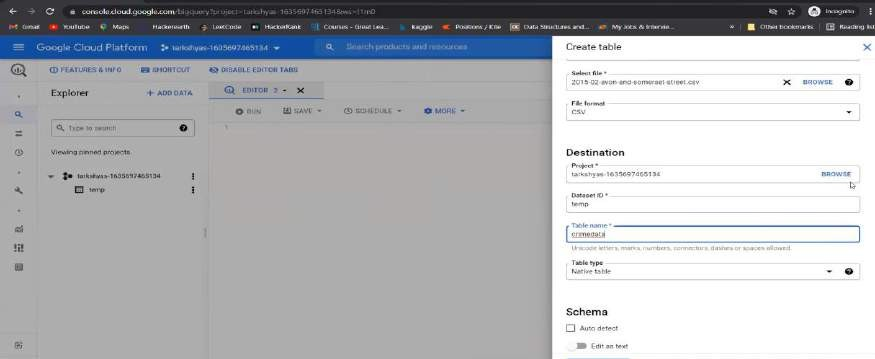 console.cloud.google.com/bigquery?project=tarkshyas-1635697465134&ws=!1m0
Incognito
Gmail YouTube Maps Hackerearth LeetCode HackerRank Courses - Great Lea... Kaggle Positions / Kite Data Structures and... My Jobs & Intervie... » Other bookmarks Reading list
Google Cloud Platform tarkshyas-1635697465134 Search products and resources
FEATURES & INFO SHORTCUT DISABLE EDITOR TABS
Explorer + ADD DATA
EDITOR 2
RUN SAVE SCHEDULE MORE
1
Type to search
Viewing pinned projects.
tarkshyas-1635697465134
temp
Create table
Select file *
2015-02-avon-and-somerset-street.csv BROWSE
File format
CSV
Destination
Project *
tarkshyas-1635697465134 BROWSE
Dataset ID *
temp
Table name *
crimedata
Unicode letters, marks, numbers, connectors, dashes or spaces allowed.
Table type
Native table
Schema
Auto detect
Edit as text